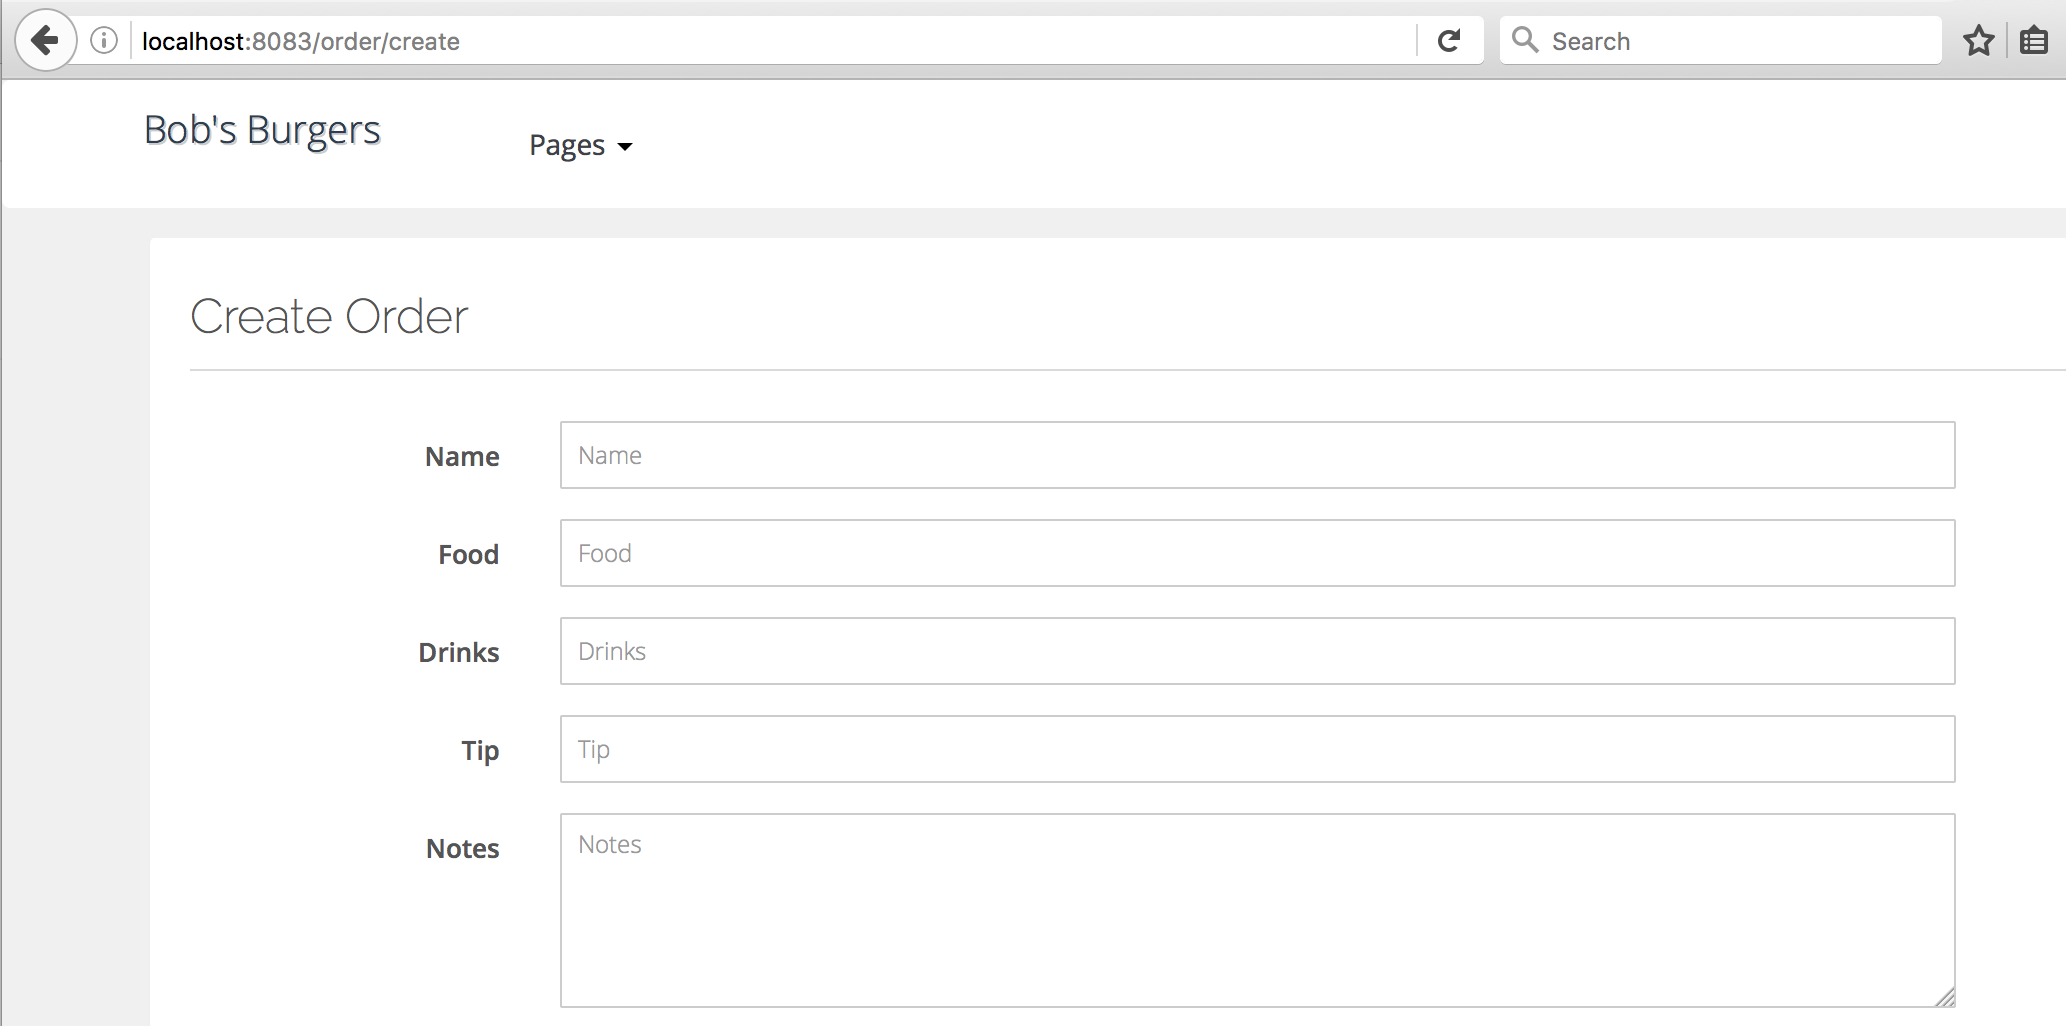 localhost:8083/order/create
Search
Bob's Burgers
Pages
Create Order
Name
Name
Food
Food
Drinks
Drinks
Tip
Tip
Notes
Notes